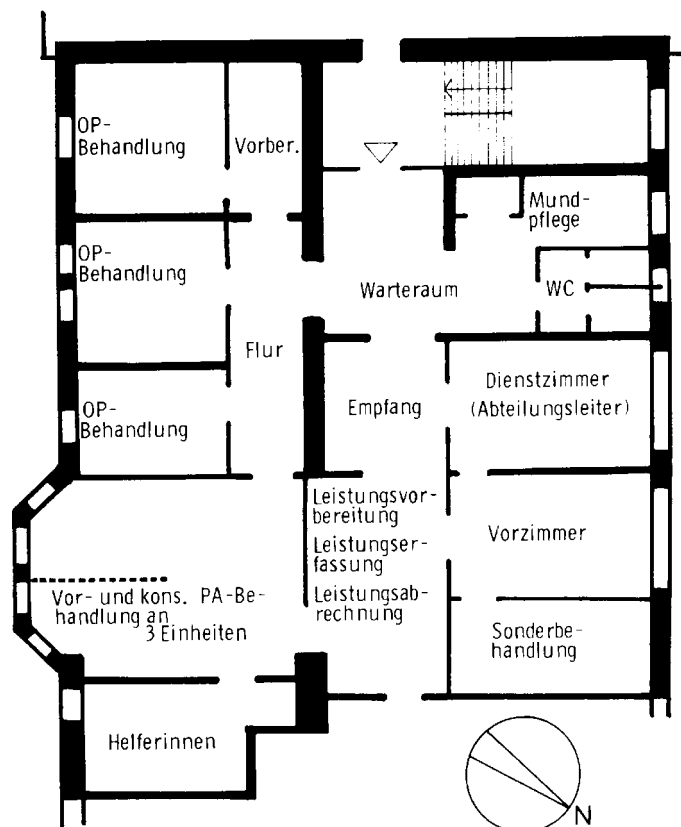 OP-
Behandlung
Vorber.
Mund-
pflege
OP-
Behandlung
Warteraum
WC
Flur
Dienstzimmer
(Abteilungsleiter)
Empfang
OP-
Behandlung
Leistungsvor-
bereitung
Leistungser-
fassung
Leistungsab-
rechnung
Vorzimmer
Vor- und kons. PA-Be-
handlung an
3 Einheiten
Sonderbe-
handlung
Helferinnen
N